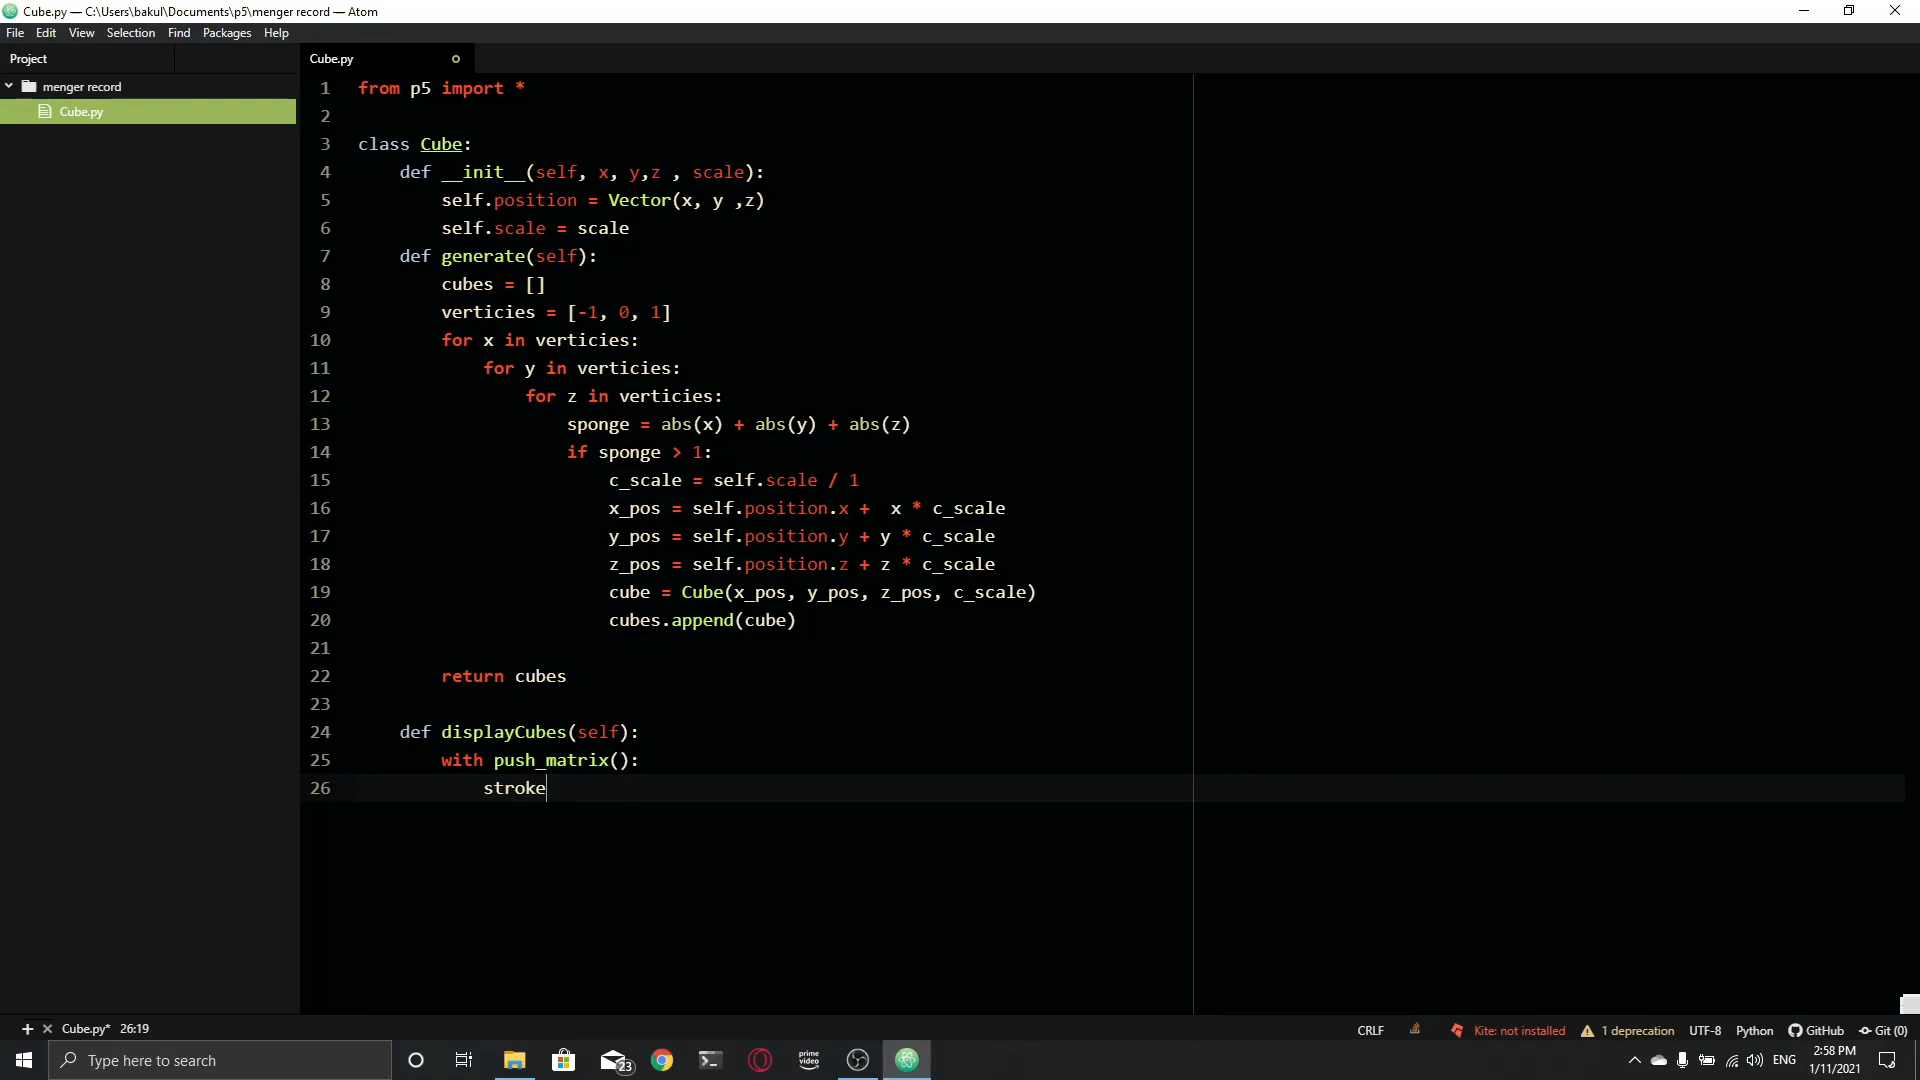 Cube.py — C:\Users\bakul\Documents\p5\menger record — Atom
File Edit View Selection Find Packages Help
Project
menger record
Cube.py
Cube.py
1 from p5 import *
2
3 class Cube:
4 def __init__(self, x, y,z , scale):
5 self.position = Vector(x, y ,z)
6 self.scale = scale
7 def generate(self):
8 cubes = []
9 verticies = [-1, 0, 1]
10 for x in verticies:
11 for y in verticies:
12 for z in verticies:
13 sponge = abs(x) + abs(y) + abs(z)
14 if sponge > 1:
15 c_scale = self.scale / 1
16 x_pos = self.position.x +  x * c_scale
17 y_pos = self.position.y + y * c_scale
18 z_pos = self.position.z + z * c_scale
19 cube = Cube(x_pos, y_pos, z_pos, c_scale)
20 cubes.append(cube)
21
22 return cubes
23
24 def displayCubes(self):
25 with push_matrix():
26 stroke
Cube.py* 26:19
CRLF Kite: not installed 1 deprecation UTF-8 Python GitHub Git (0)
Type here to search
23
prime video
ENG
2:58 PM
1/11/2021